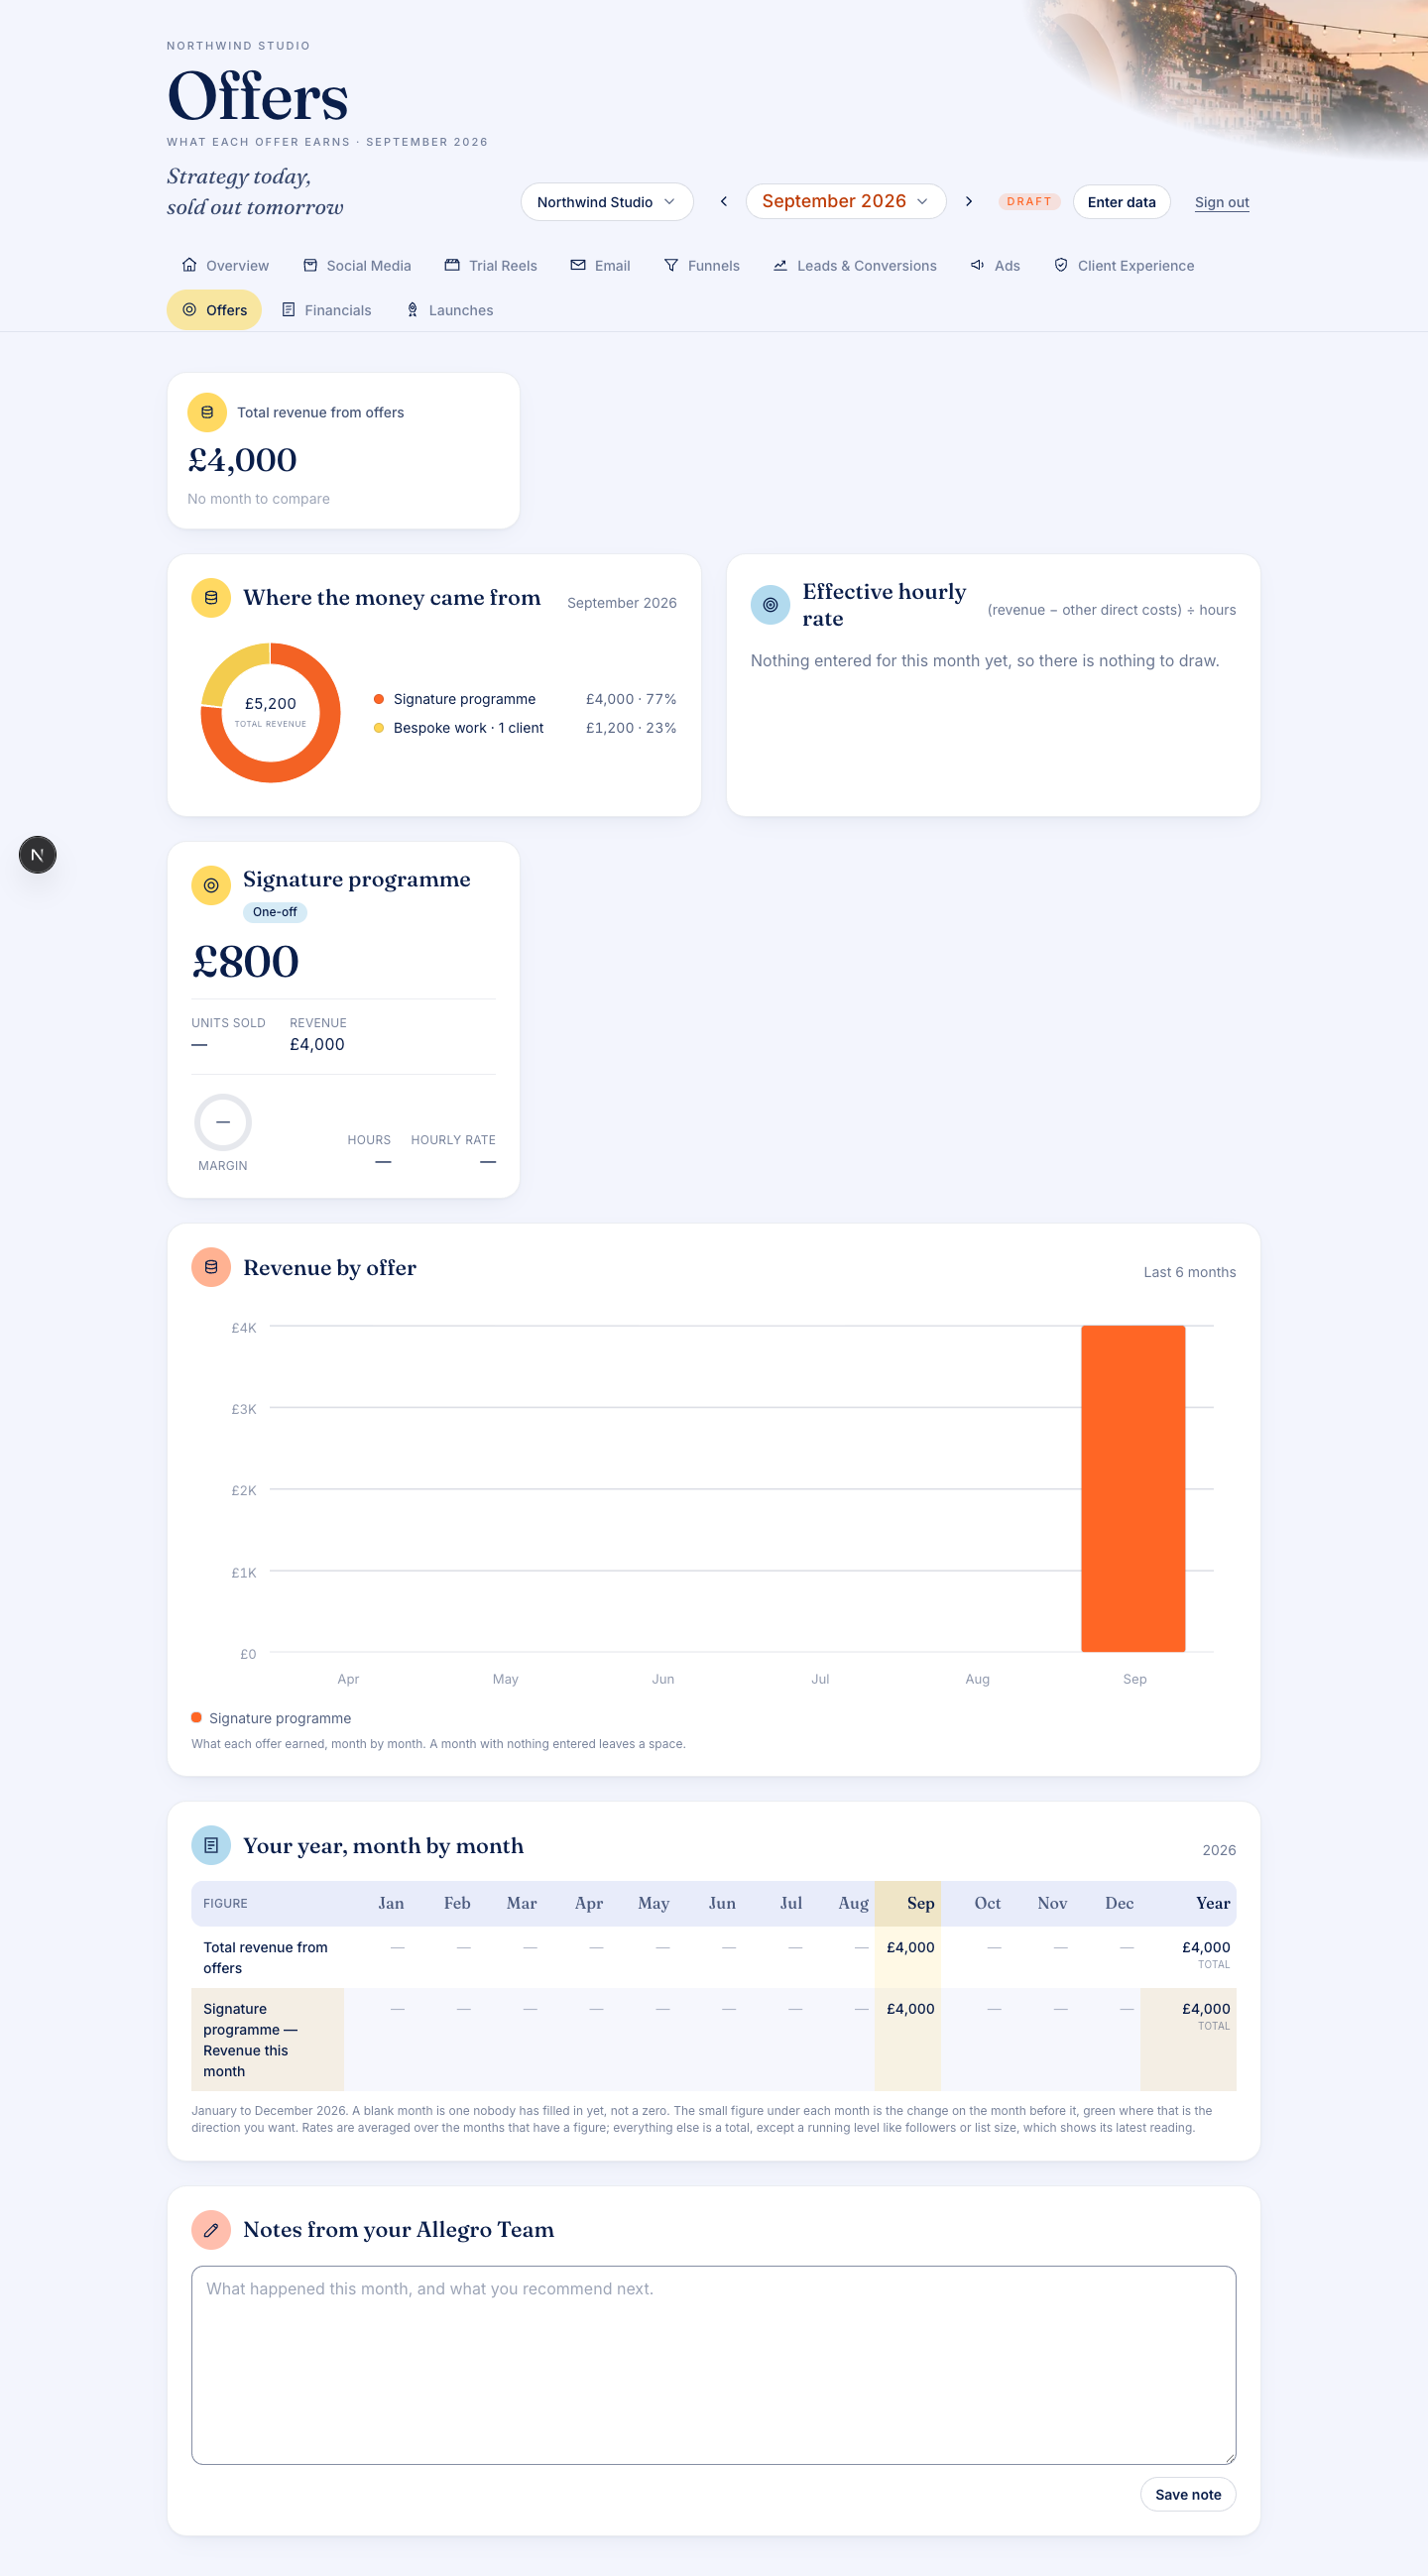 NORTHWIND STUDIO
Offers
WHAT EACH OFFER EARNS · SEPTEMBER 2026
Strategy today,
sold out tomorrow
Northwind Studio
September 2026
DRAFT
Enter data
Sign out
Overview
Social Media
Trial Reels
Email
Funnels
Leads & Conversions
Ads
Client Experience
Offers
Financials
Launches
Total revenue from offers
£4,000
No month to compare
Where the money came from
September 2026
£5,200
TOTAL REVENUE
Signature programme £4,000 · 77%
Bespoke work · 1 client £1,200 · 23%
Effective hourly
rate
(revenue − other direct costs) ÷ hours
Nothing entered for this month yet, so there is nothing to draw.
N
Signature programme
One-off
£800
UNITS SOLD REVENUE
— £4,000
—
MARGIN
HOURS HOURLY RATE
— —
Revenue by offer
Last 6 months
£4K
£3K
£2K
£1K
£0
Apr May Jun Jul Aug Sep
Signature programme
What each offer earned, month by month. A month with nothing entered leaves a space.
Your year, month by month
2026
FIGURE Jan Feb Mar Apr May Jun Jul Aug Sep Oct Nov Dec Year
Total revenue from — — — — — — — — £4,000 — — — £4,000
offers TOTAL
Signature — — — — — — — — £4,000 — — — £4,000
programme — TOTAL
Revenue this
month
January to December 2026. A blank month is one nobody has filled in yet, not a zero. The small figure under each month is the change on the month before it, green where that is the
direction you want. Rates are averaged over the months that have a figure; everything else is a total, except a running level like followers or list size, which shows its latest reading.
Notes from your Allegro Team
What happened this month, and what you recommend next.
Save note